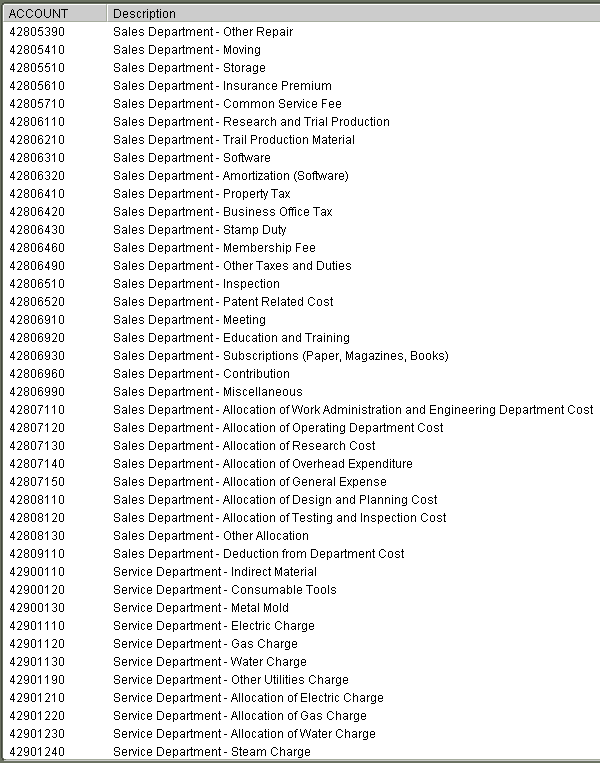 ACCOUNT Description
42805390 Sales Department - Other Repair
42805410 Sales Department - Moving
42805510 Sales Department - Storage
42805610 Sales Department - Insurance Premium
42805710 Sales Department - Common Service Fee
42806110 Sales Department - Research and Trial Production
42806210 Sales Department - Trail Production Material
42806310 Sales Department - Software
42806320 Sales Department - Amortization (Software)
42806410 Sales Department - Property Tax
42806420 Sales Department - Business Office Tax
42806430 Sales Department - Stamp Duty
42806460 Sales Department - Membership Fee
42806490 Sales Department - Other Taxes and Duties
42806510 Sales Department - Inspection
42806520 Sales Department - Patent Related Cost
42806910 Sales Department - Meeting
42806920 Sales Department - Education and Training
42806930 Sales Department - Subscriptions (Paper, Magazines, Books)
42806960 Sales Department - Contribution
42806990 Sales Department - Miscellaneous
42807110 Sales Department - Allocation of Work Administration and Engineering Department Cost
42807120 Sales Department - Allocation of Operating Department Cost
42807130 Sales Department - Allocation of Research Cost
42807140 Sales Department - Allocation of Overhead Expenditure
42807150 Sales Department - Allocation of General Expense
42808110 Sales Department - Allocation of Design and Planning Cost
42808120 Sales Department - Allocation of Testing and Inspection Cost
42808130 Sales Department - Other Allocation
42809110 Sales Department - Deduction from Department Cost
42900110 Service Department - Indirect Material
42900120 Service Department - Consumable Tools
42900130 Service Department - Metal Mold
42901110 Service Department - Electric Charge
42901120 Service Department - Gas Charge
42901130 Service Department - Water Charge
42901190 Service Department - Other Utilities Charge
42901210 Service Department - Allocation of Electric Charge
42901220 Service Department - Allocation of Gas Charge
42901230 Service Department - Allocation of Water Charge
42901240 Service Department - Steam Charge